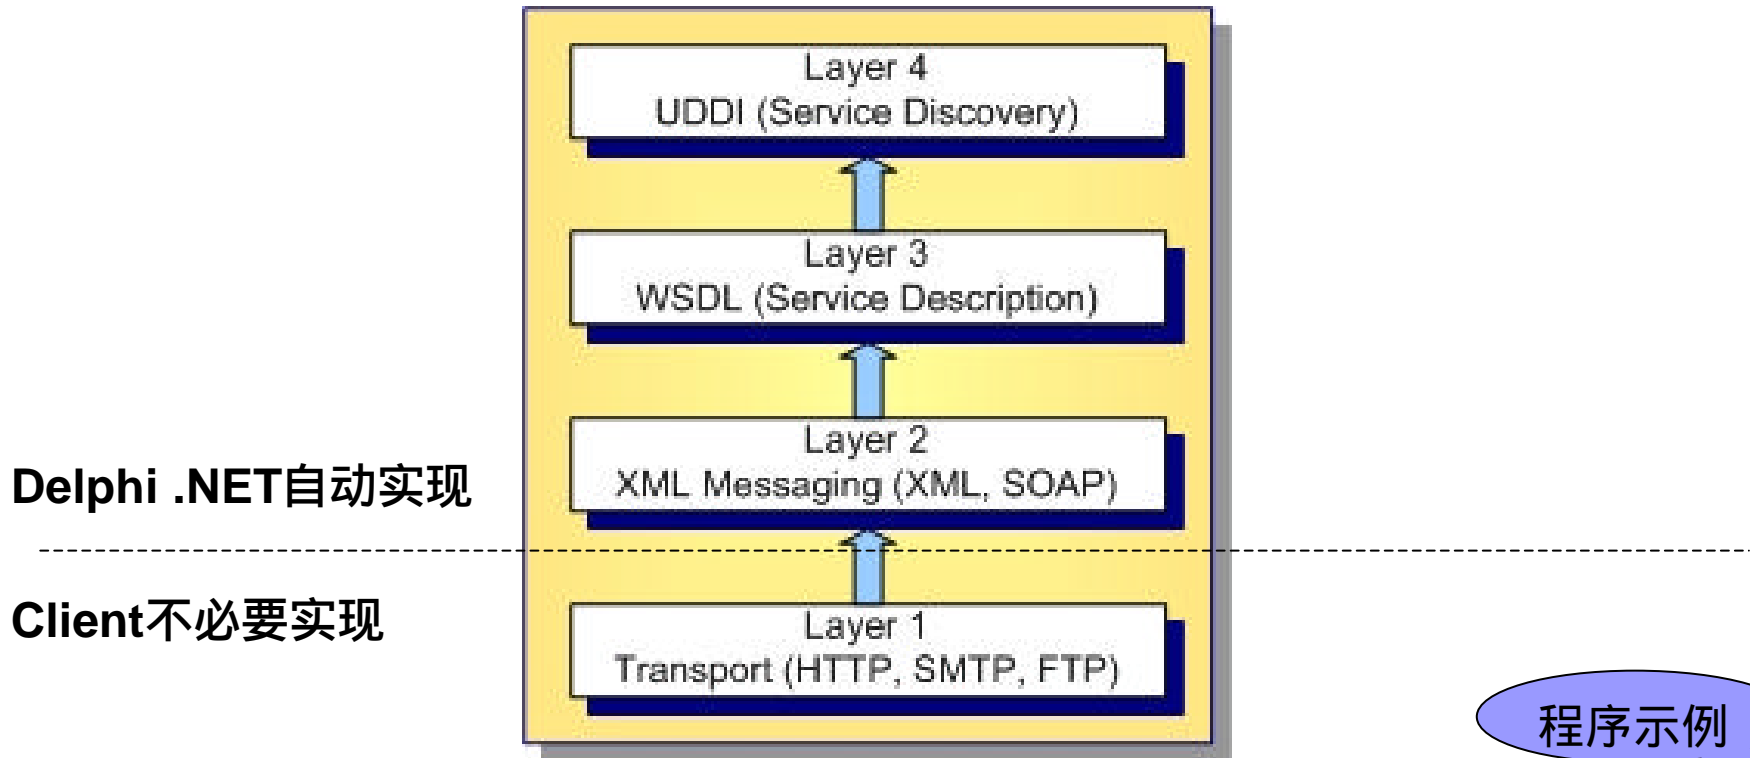 Layer 4
UDDI (Service Discovery)
Layer 3
WSDL (Service Description)
Layer 2
XML Messaging (XML, SOAP)
Delphi .NET自动实现
Client不必要实现
Layer 1
Transport (HTTP, SMTP, FTP)
程序示例